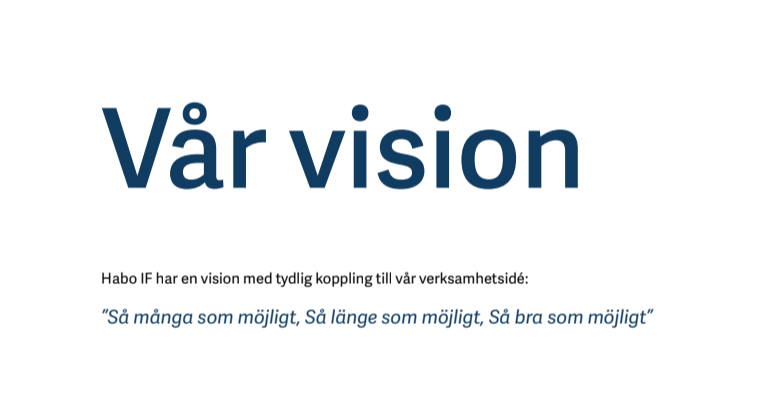 Vår vision
Habo IF har en vision med tydlig koppling till vår verksamhetsidé:
”Så många som möjligt, Så länge som möjligt, Så bra som möjligt”